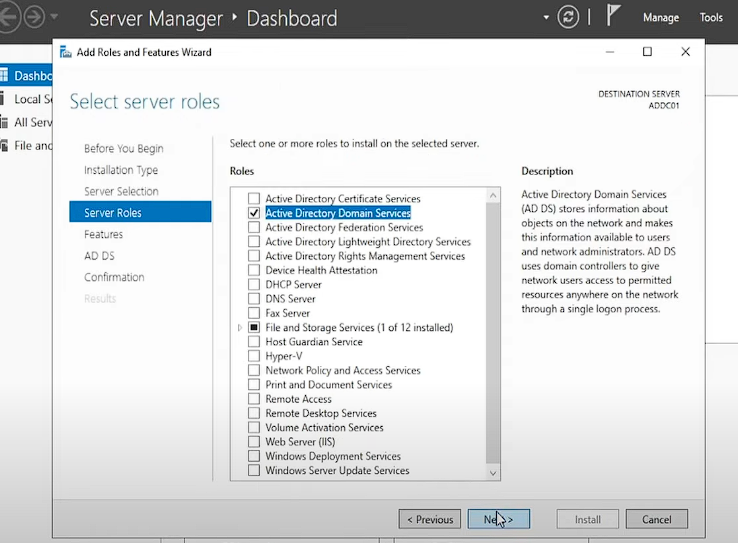 Server Manager ‣ Dashboard
Manage
Tools
Add Roles and Features Wizard
Select server roles
DESTINATION SERVER
ADDC01
Before You Begin
Installation Type
Server Selection
Server Roles
Features
AD DS
Confirmation
Results
Select one or more roles to install on the selected server.
Roles
Active Directory Certificate Services
Active Directory Domain Services
Active Directory Federation Services
Active Directory Lightweight Directory Services
Active Directory Rights Management Services
Device Health Attestation
DHCP Server
DNS Server
Fax Server
File and Storage Services (1 of 12 installed)
Host Guardian Service
Hyper-V
Network Policy and Access Services
Print and Document Services
Remote Access
Remote Desktop Services
Volume Activation Services
Web Server (IIS)
Windows Deployment Services
Windows Server Update Services
Description
Active Directory Domain Services
(AD DS) stores information about
objects on the network and makes
this information available to users
and network administrators. AD DS
uses domain controllers to give
network users access to permitted
resources anywhere on the network
through a single logon process.
Dashbo
Local Se
All Serv
File and
< Previous
Install
Cancel